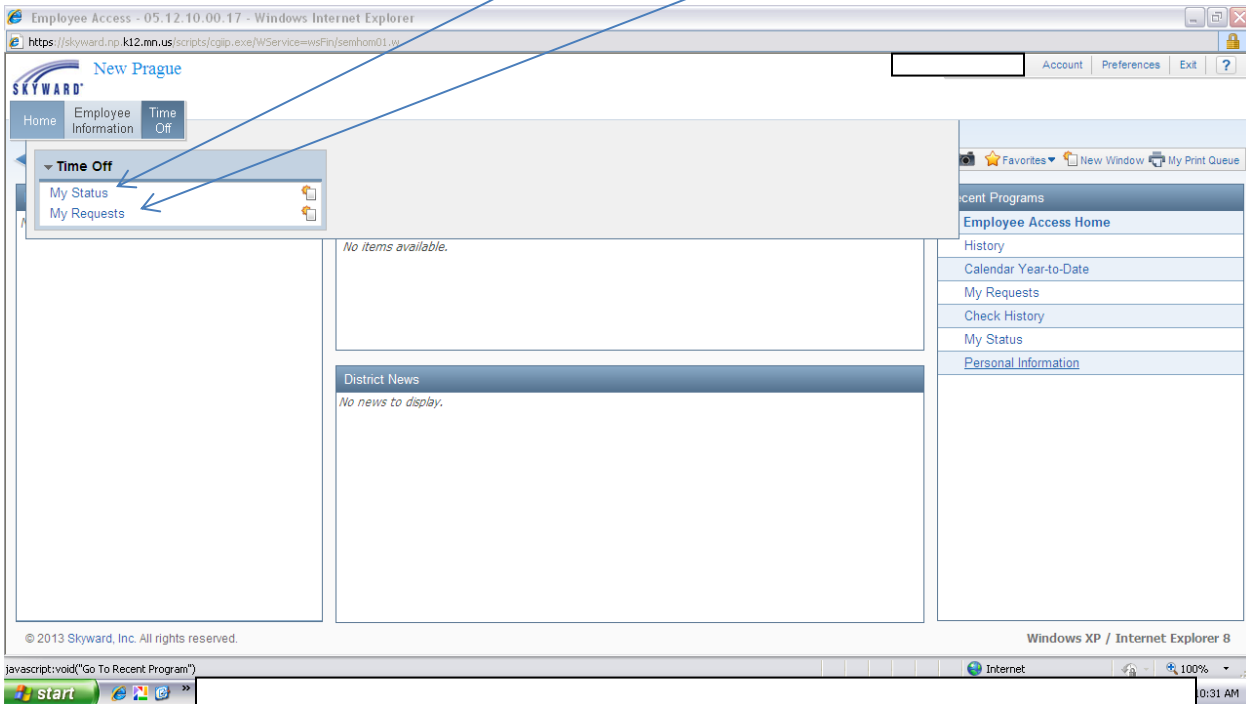 Employee Access - 05.12.10.00.17 - Windows Internet Explorer
https://skyward.np.k12.mn.us/scripts/cgiip.exe/WService=wsFin/semhom01.w
SKYWARD®
New Prague
Account Preferences Exit ?
Home
Employee Information
Time Off
Favorites New Window My Print Queue
Time Off
My Status
My Requests
No items available.
District News
No news to display.
cent Programs
Employee Access Home
History
Calendar Year-to-Date
My Requests
Check History
My Status
Personal Information
© 2013 Skyward, Inc. All rights reserved.
Windows XP / Internet Explorer 8
javascript:void("Go To Recent Program")
Internet
100%
start
»
0:31 AM